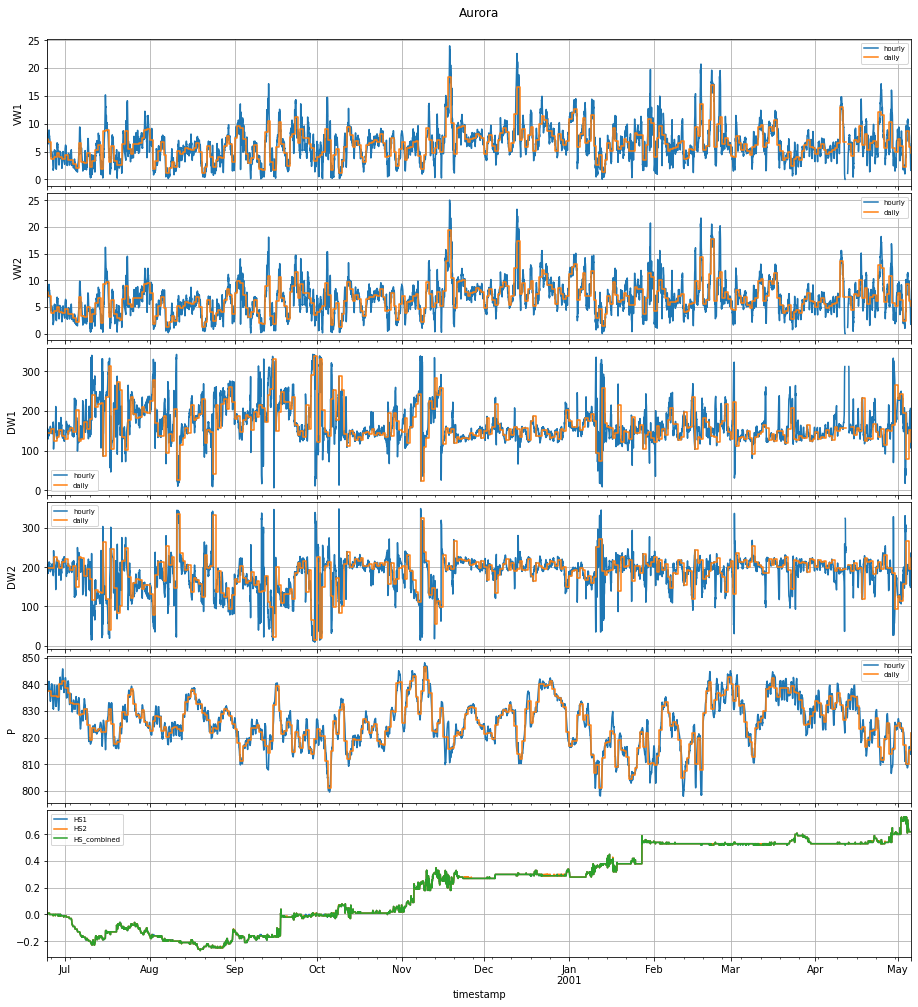 Aurora
25
20
15
10
5
0
VW1
hourly
daily
25
20
15
10
5
0
VW2
hourly
daily
300
200
100
0
DW1
hourly
daily
300
200
100
0
DW2
hourly
daily
850
840
830
820
810
800
P
hourly
daily
0.6
0.4
0.2
0.0
−0.2
HS1
HS2
HS_combined
Jul Aug Sep Oct Nov Dec Jan Feb Mar Apr May
2001
timestamp